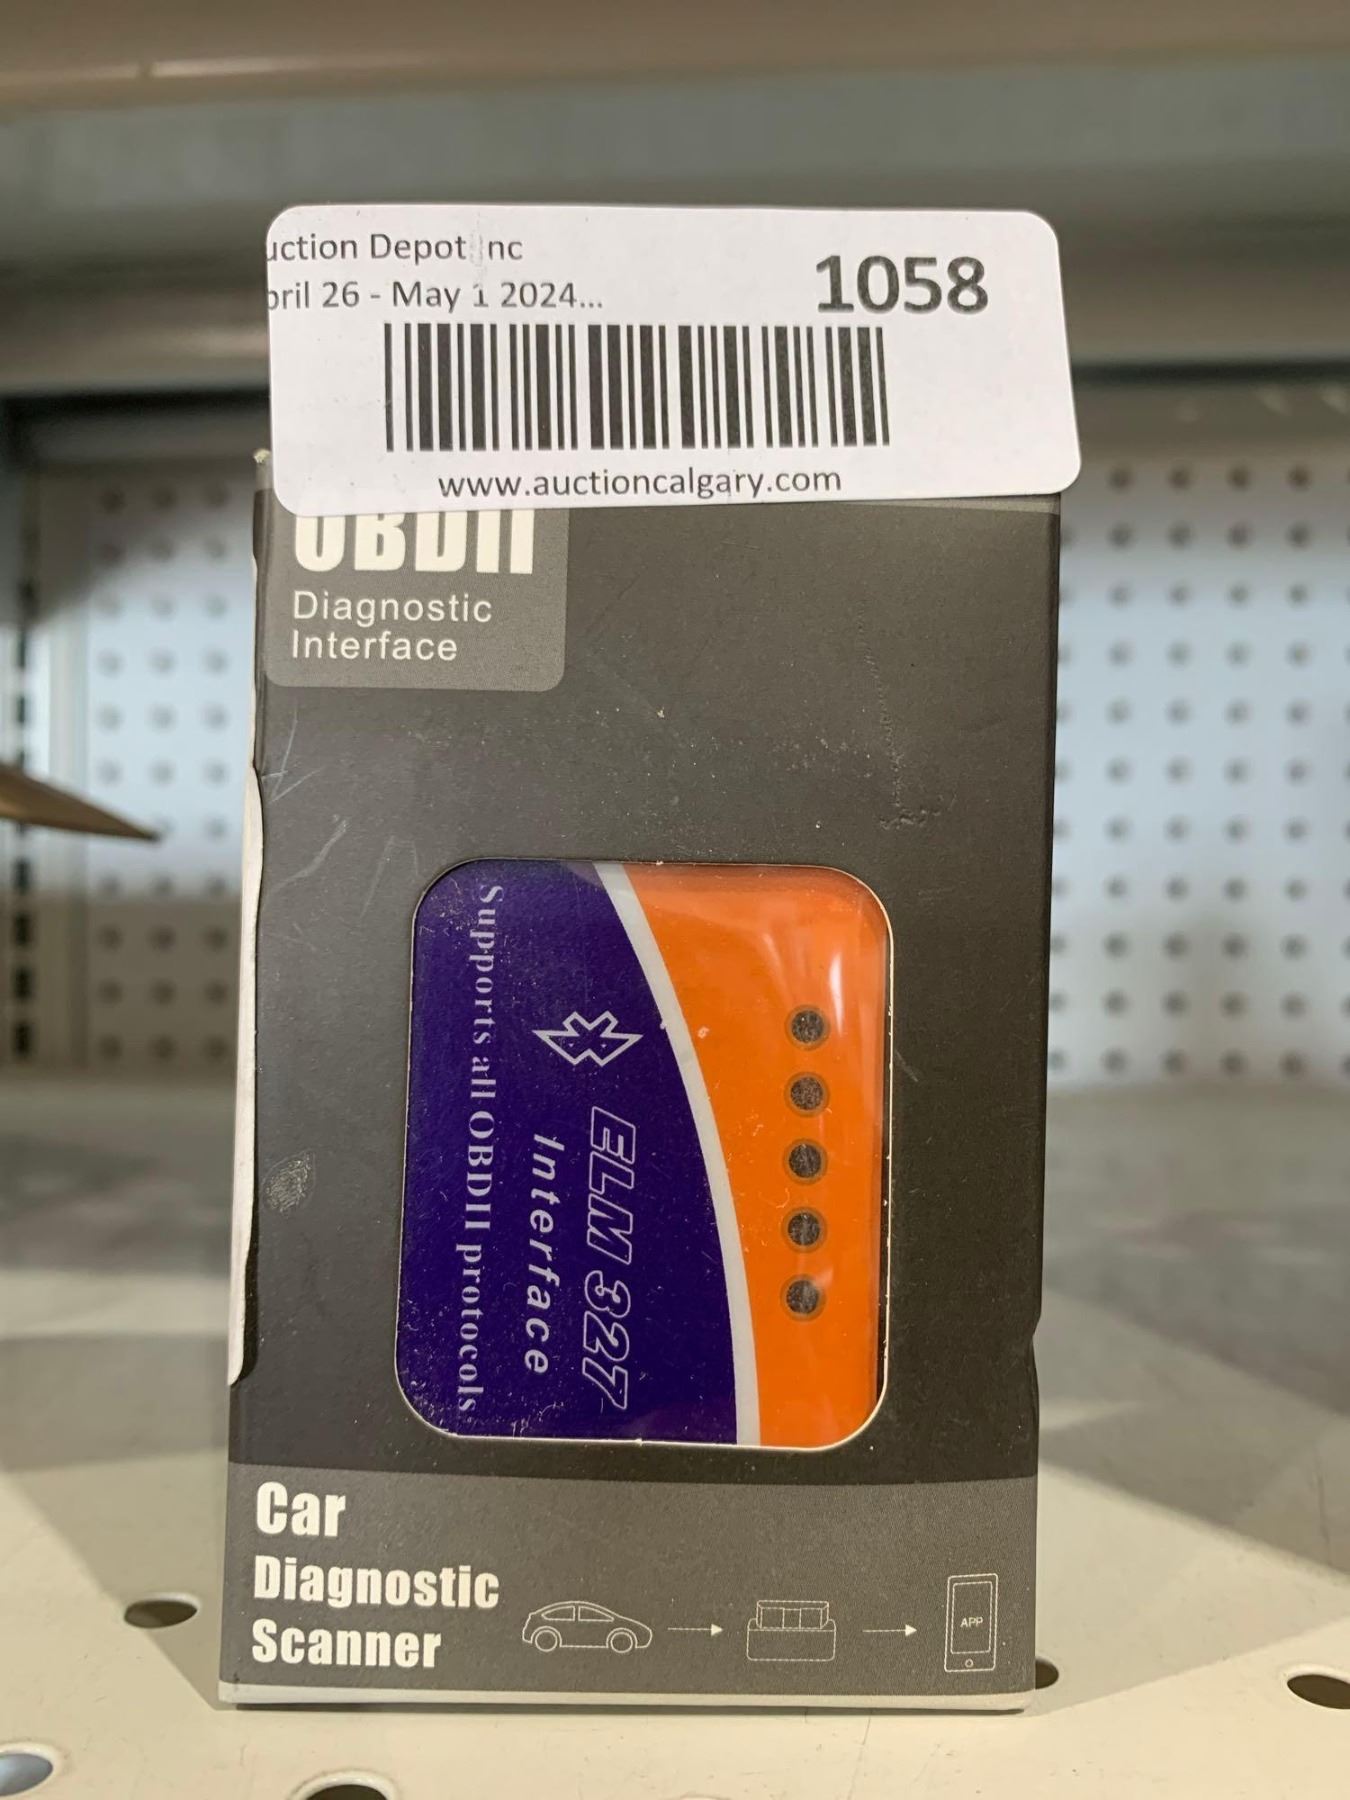 uction Depot Inc
pril 26 - May 1 2024...
1058
www.auctioncalgary.com
OBDII
Diagnostic
Interface
Supports all OBDII protocols
ELM 327
Interface
Car
Diagnostic
Scanner
APP